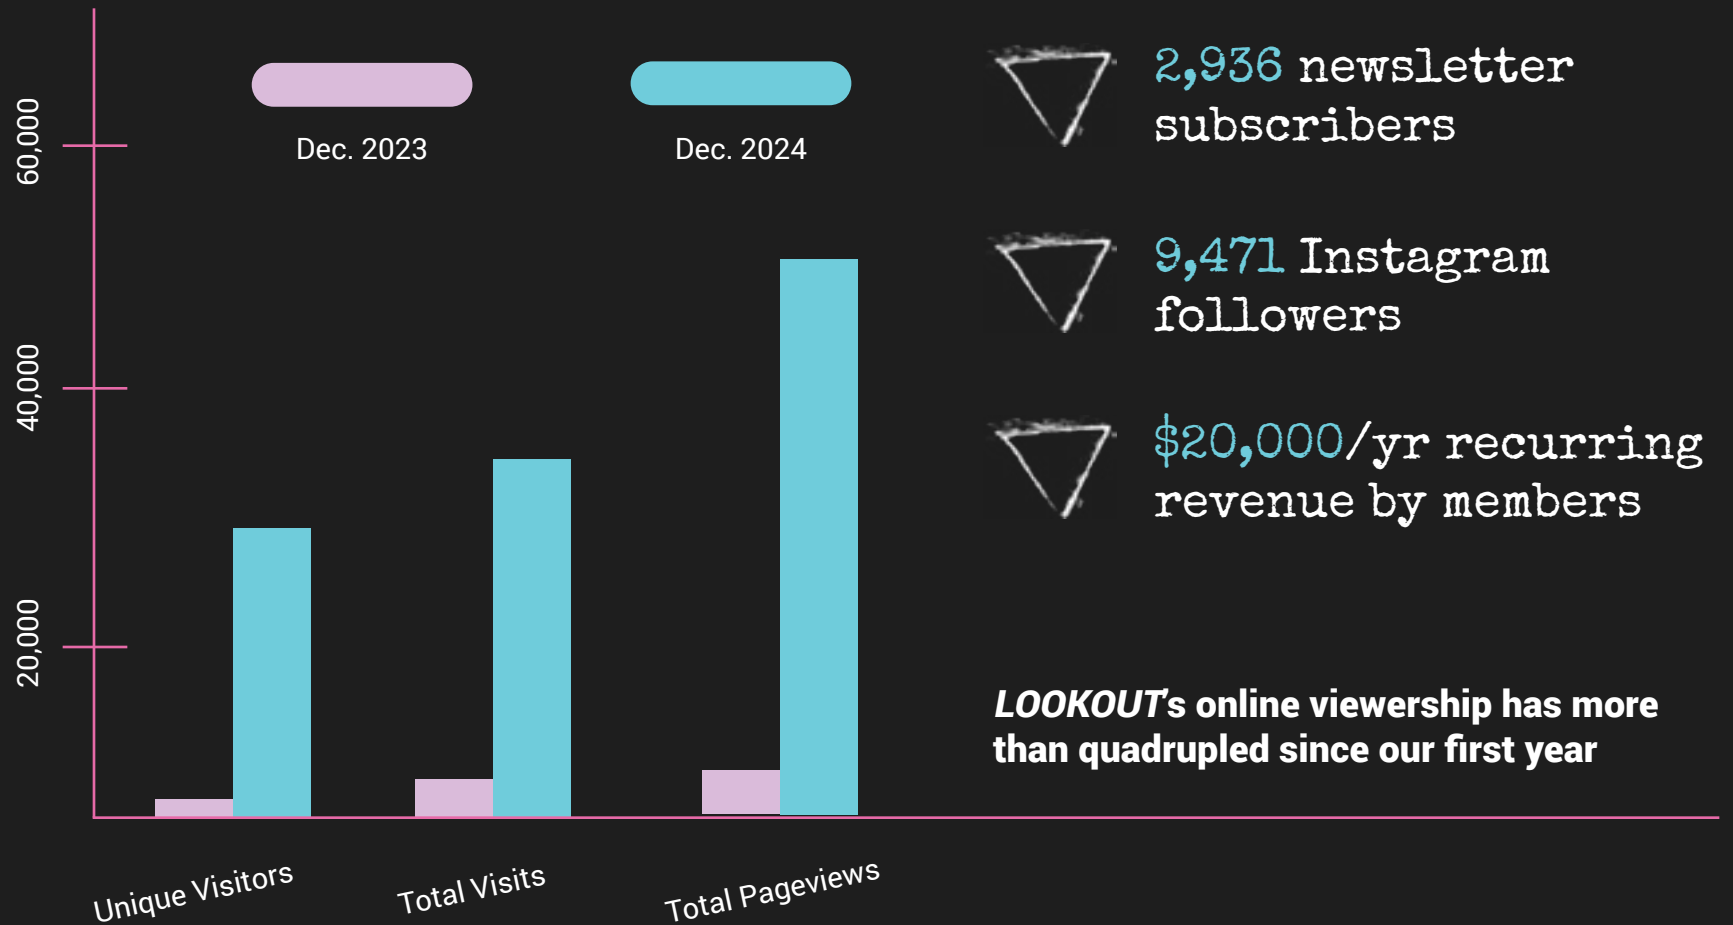 60,000
40,000
20,000
Dec. 2023
Dec. 2024
Unique Visitors
Total Visits
Total Pageviews
2,936 newsletter
subscribers
9,471 Instagram
followers
$20,000/yr recurring
revenue by members
LOOKOUT's online viewership has more
than quadrupled since our first year